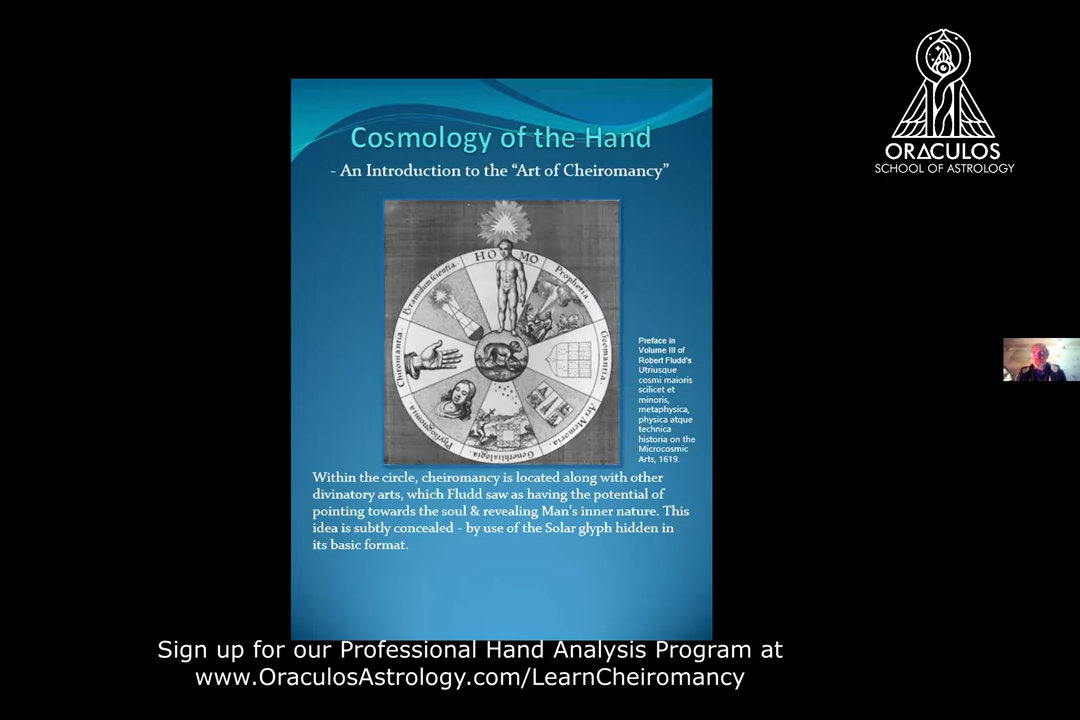 ORACULOS
SCHOOL OF ASTROLOGY
Cosmology of the Hand
- An Introduction to the “Art of Cheiromancy”
HO MO
Prophetia.
Geomantia.
Ars Memoriæ.
Genethlialogia
Physiognomia.
Chiromantia.
Pyramidum scientia.
Preface in
Volume III of
Robert Fludd's
Utriusque
cosmi maioris
scilicet et
minoris,
metaphysica,
physica atque
technica
historia on the
Microcosmic
Arts, 1619.
Within the circle, cheiromancy is located along with other
divinatory arts, which Fludd saw as having the potential of
pointing towards the soul & revealing Man's inner nature. This
idea is subtly concealed - by use of the Solar glyph hidden in
its basic format.
Sign up for our Professional Hand Analysis Program at
www.OraculosAstrology.com/LearnCheiromancy